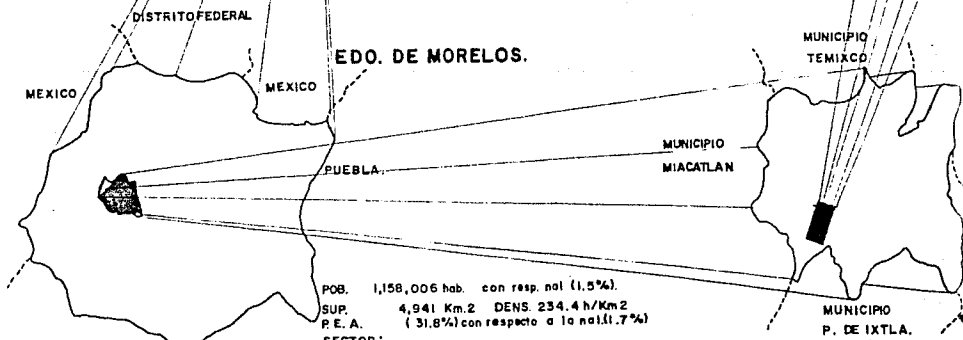 DISTRITO FEDERAL
EDO. DE MORELOS.
MEXICO
MEXICO
PUEBLA.
MUNICIPIO
TEMIXCO
MUNICIPIO
MIACATLAN
POB. 1,158,006 hab. con resp. nal (1.5%).
SUP. 4,941 Km.2 DENS. 234.4 h/Km2
P.E.A. (31.8%) con respecto a la nal.(1.7%)
SECTOR:
MUNICIPIO
P. DE IXTLA.